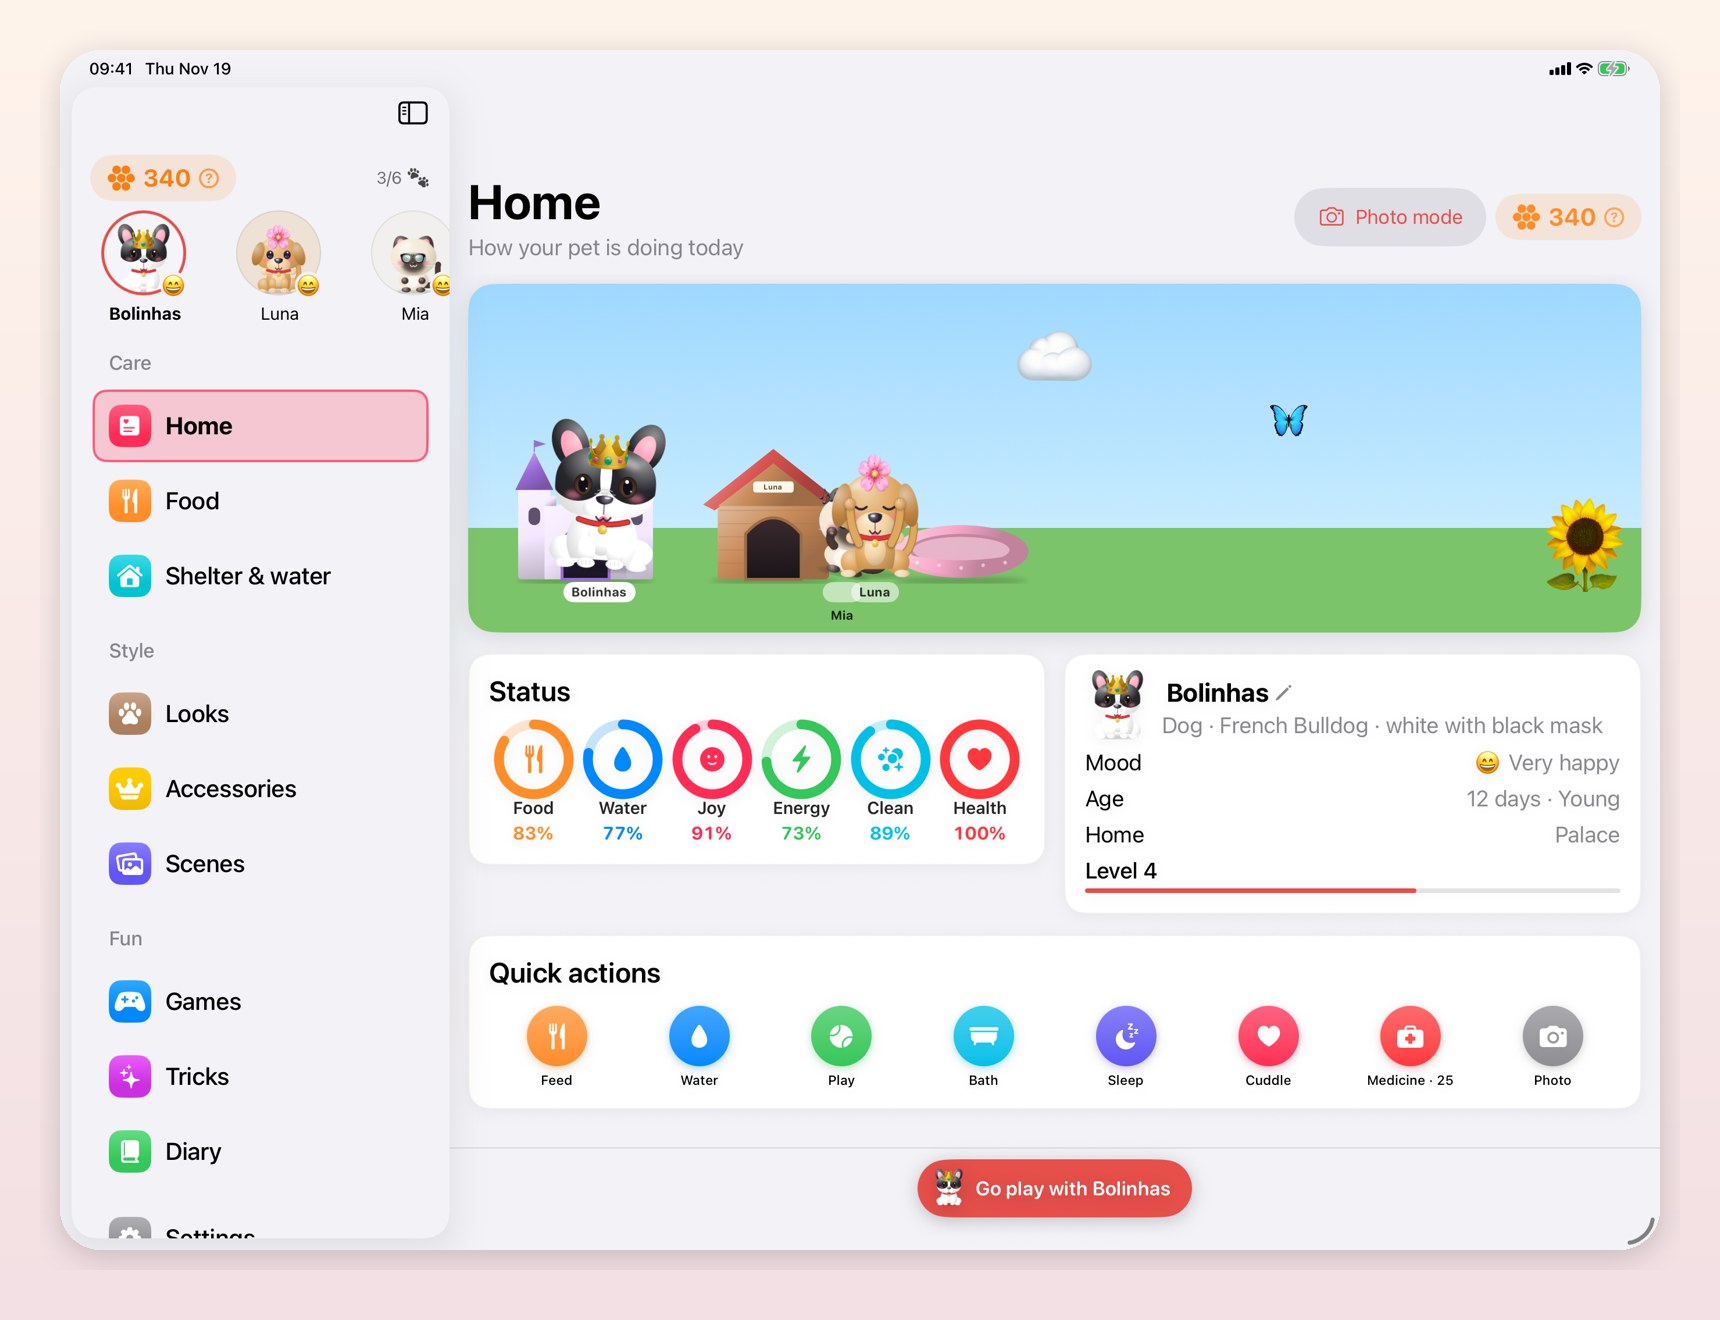 09:41 Thu Nov 19
340
3/6
Bolinhas
Luna
Mia
Care
Home
Food
Shelter & water
Style
Looks
Accessories
Scenes
Fun
Games
Tricks
Diary
Settings
Home
How your pet is doing today
Photo mode
340
Luna
Bolinhas
Luna
Mia
Status
Food
Water
Joy
Energy
Clean
Health
83%
77%
91%
73%
89%
100%
Bolinhas
Dog · French Bulldog · white with black mask
Mood
😄 Very happy
Age
12 days · Young
Home
Palace
Level 4
Quick actions
Feed
Water
Play
Bath
Sleep
Cuddle
Medicine · 25
Photo
Go play with Bolinhas